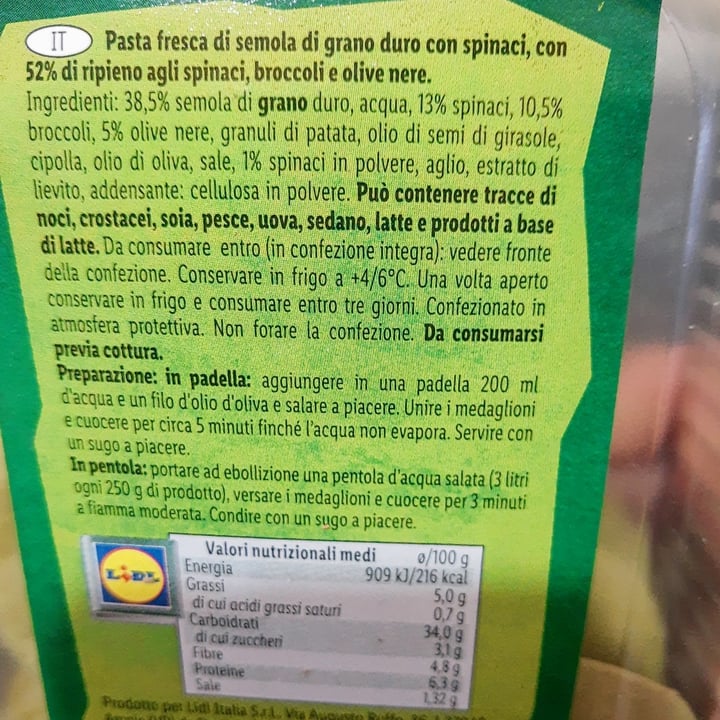 IT Pasta fresca di semola di grano duro con spinaci, con
52% di ripieno agli spinaci, broccoli e olive nere.
Ingredienti: 38,5% semola di grano duro, acqua, 13% spinaci, 10,5%
broccoli, 5% olive nere, granuli di patata, olio di semi di girasole,
cipolla, olio di oliva, sale, 1% spinaci in polvere, aglio, estratto di
lievito, addensante: cellulosa in polvere. Può contenere tracce di
noci, crostacei, soia, pesce, uova, sedano, latte e prodotti a base
di latte. Da consumare entro (in confezione integra): vedere fronte
della confezione. Conservare in frigo a +4/6°C. Una volta aperto
conservare in frigo e consumare entro tre giorni. Confezionato in
atmosfera protettiva. Non forare la confezione. Da consumarsi
previa cottura.
Preparazione: in padella: aggiungere in una padella 200 ml
d'acqua e un filo d'olio d'oliva e salare a piacere. Unire i medaglioni
e cuocere per circa 5 minuti finché l'acqua non evapora. Servire con
un sugo a piacere.
In pentola: portare ad ebollizione una pentola d'acqua salata (3 litri
ogni 250 g di prodotto), versare i medaglioni e cuocere per 3 minuti
a fiamma moderata. Condire con un sugo a piacere.
Valori nutrizionali medi ø/100 g
Energia 909 kJ/216 kcal
Grassi 5,0 g
di cui acidi grassi saturi 0,7 g
Carboidrati 34,0 g
di cui zuccheri 3,1 g
Fibre 4,8 g
Proteine 6,3 g
Sale 1,32 g
LIDL
Prodotto per Lidl Italia S.r.L. Via Augusto Ruffo